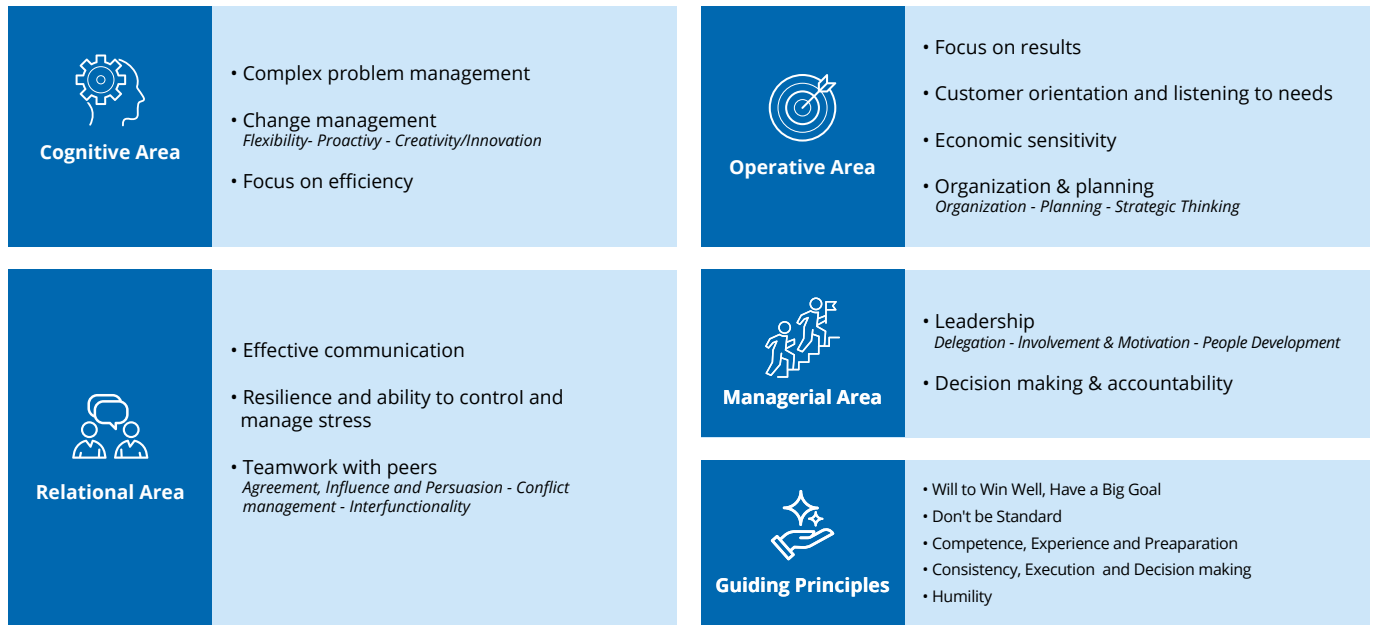 Cognitive Area
• Complex problem management
• Change management
Flexibility- Proactivy - Creativity/Innovation
• Focus on efficiency
Operative Area
• Focus on results
• Customer orientation and listening to needs
• Economic sensitivity
• Organization & planning
Organization - Planning - Strategic Thinking
Relational Area
• Effective communication
• Resilience and ability to control and
manage stress
• Teamwork with peers
Agreement, Influence and Persuasion - Conflict
management - Interfunctionality
Managerial Area
• Leadership
Delegation - Involvement & Motivation - People Development
• Decision making & accountability
Guiding Principles
• Will to Win Well, Have a Big Goal
• Don't be Standard
• Competence, Experience and Preaparation
• Consistency, Execution and Decision making
• Humility